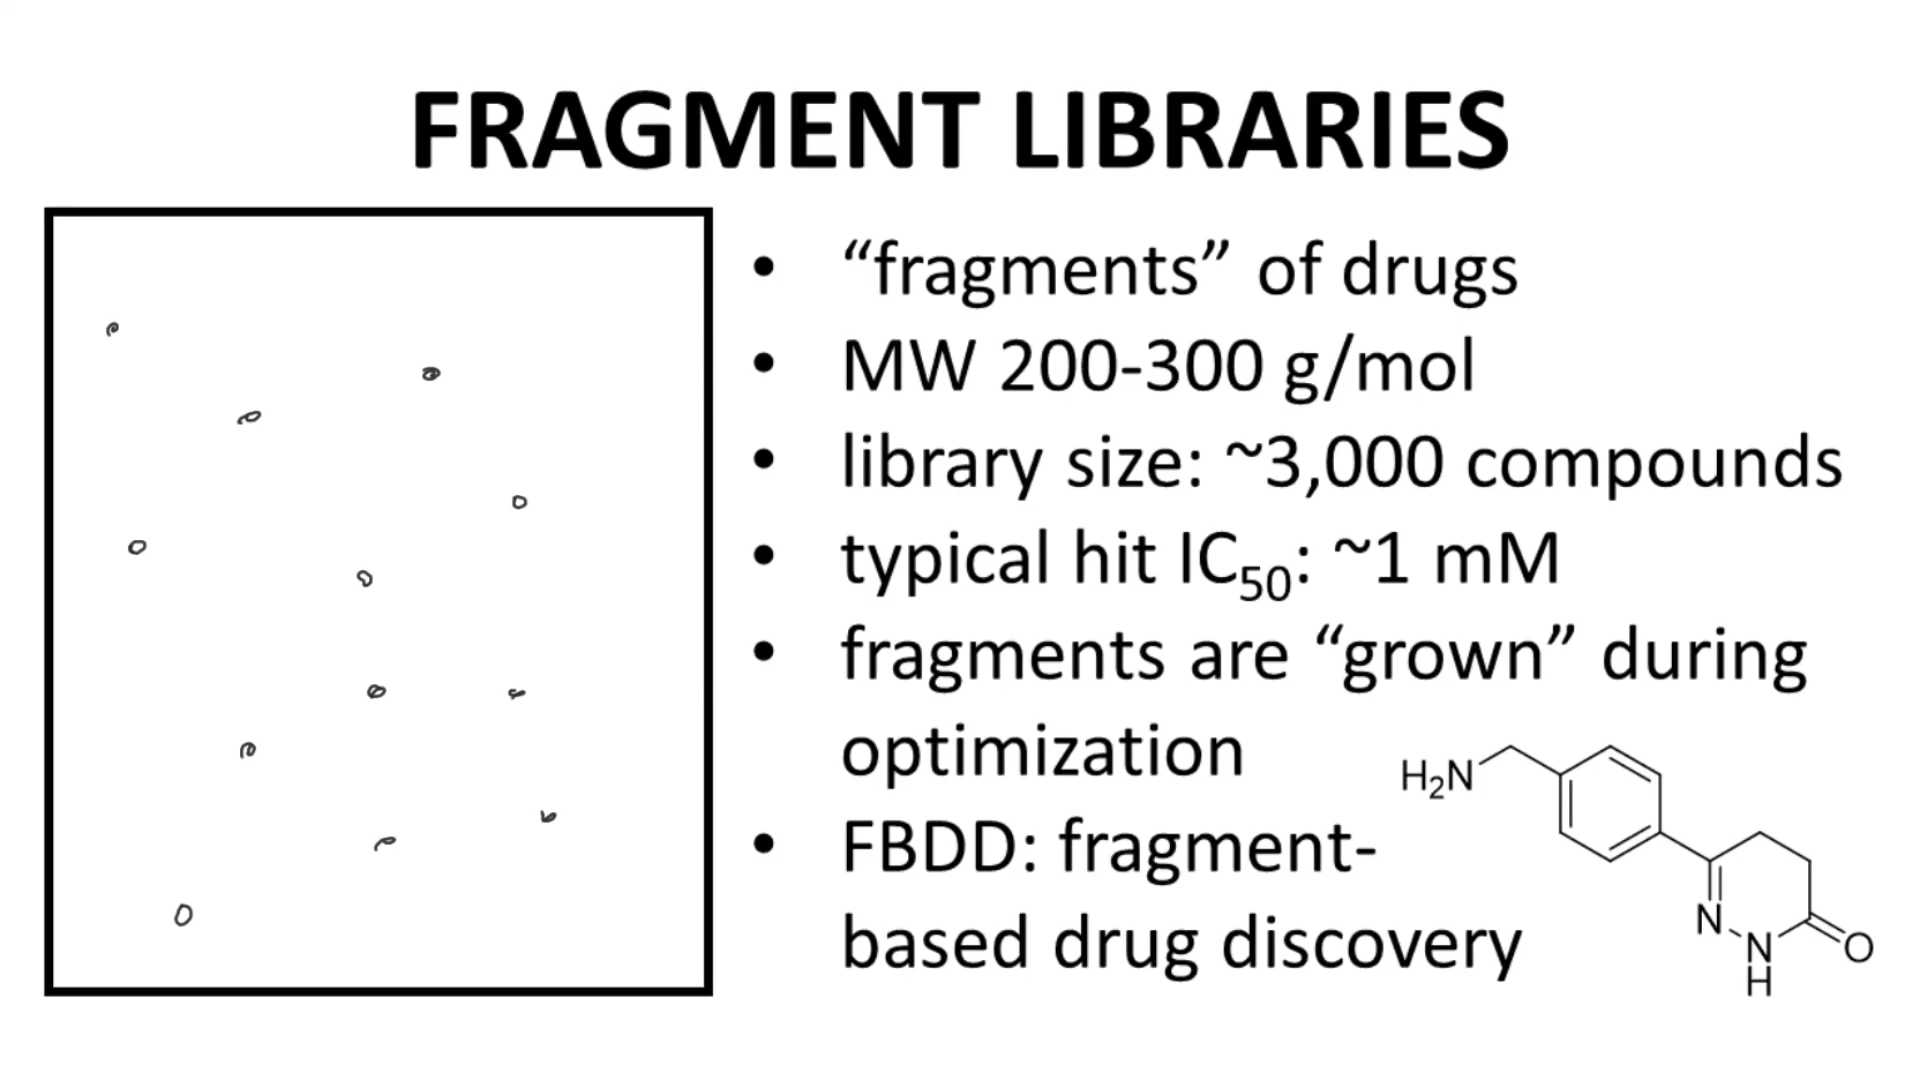 FRAGMENT LIBRARIES
• “fragments” of drugs
• MW 200-300 g/mol
• library size: ~3,000 compounds
• typical hit IC₅₀: ~1 mM
• fragments are “grown” during
optimization
• FBDD: fragment-
based drug discovery
H₂N
N
N
H
O